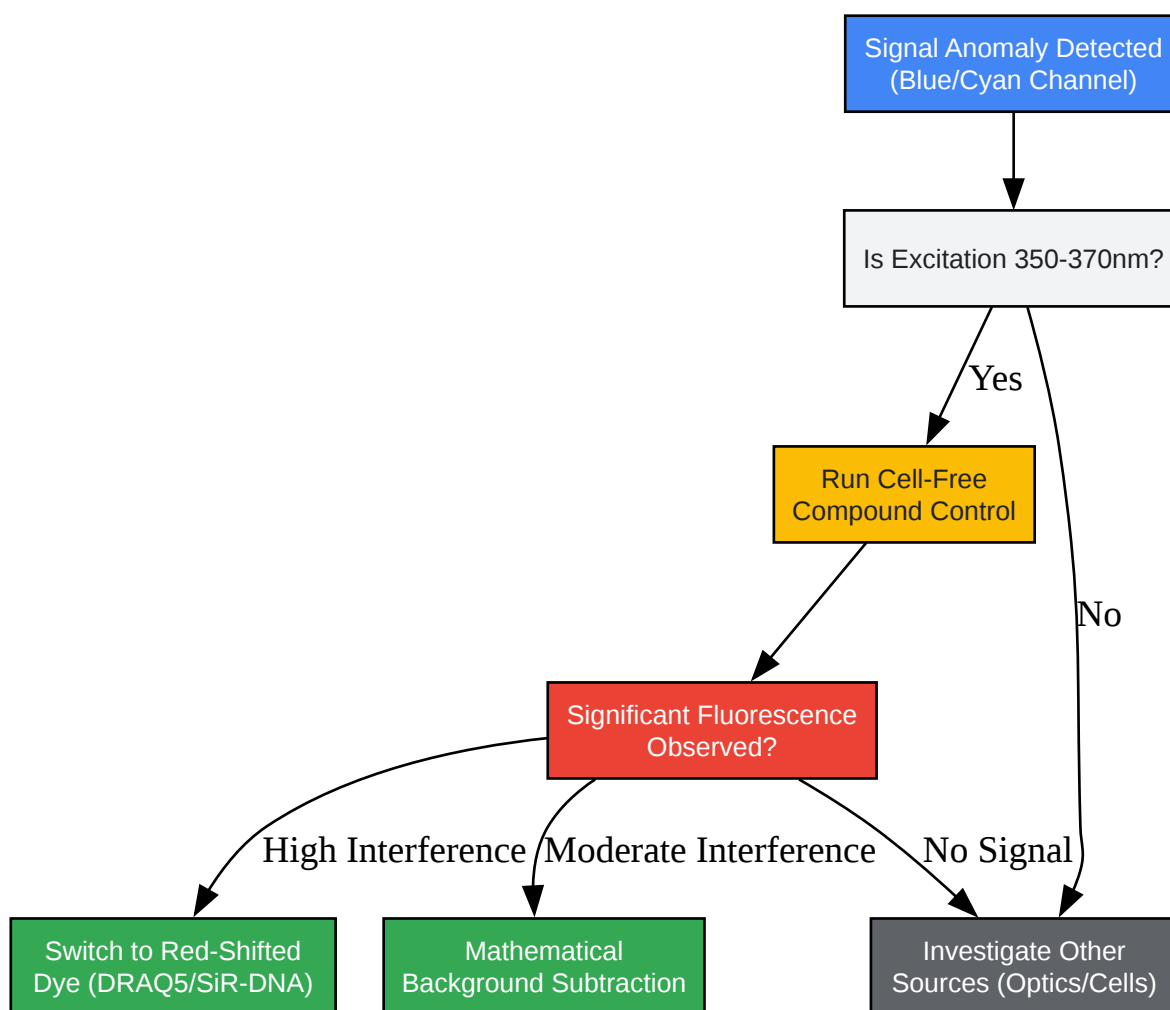 Signal Anomaly Detected
(Blue/Cyan Channel)
Is Excitation 350-370nm?
Yes
Run Cell-Free
Compound Control
No
Significant Fluorescence
Observed?
High Interference
Moderate Interference
No Signal
Switch to Red-Shifted
Dye (DRAQ5/SiR-DNA)
Mathematical
Background Subtraction
Investigate Other
Sources (Optics/Cells)